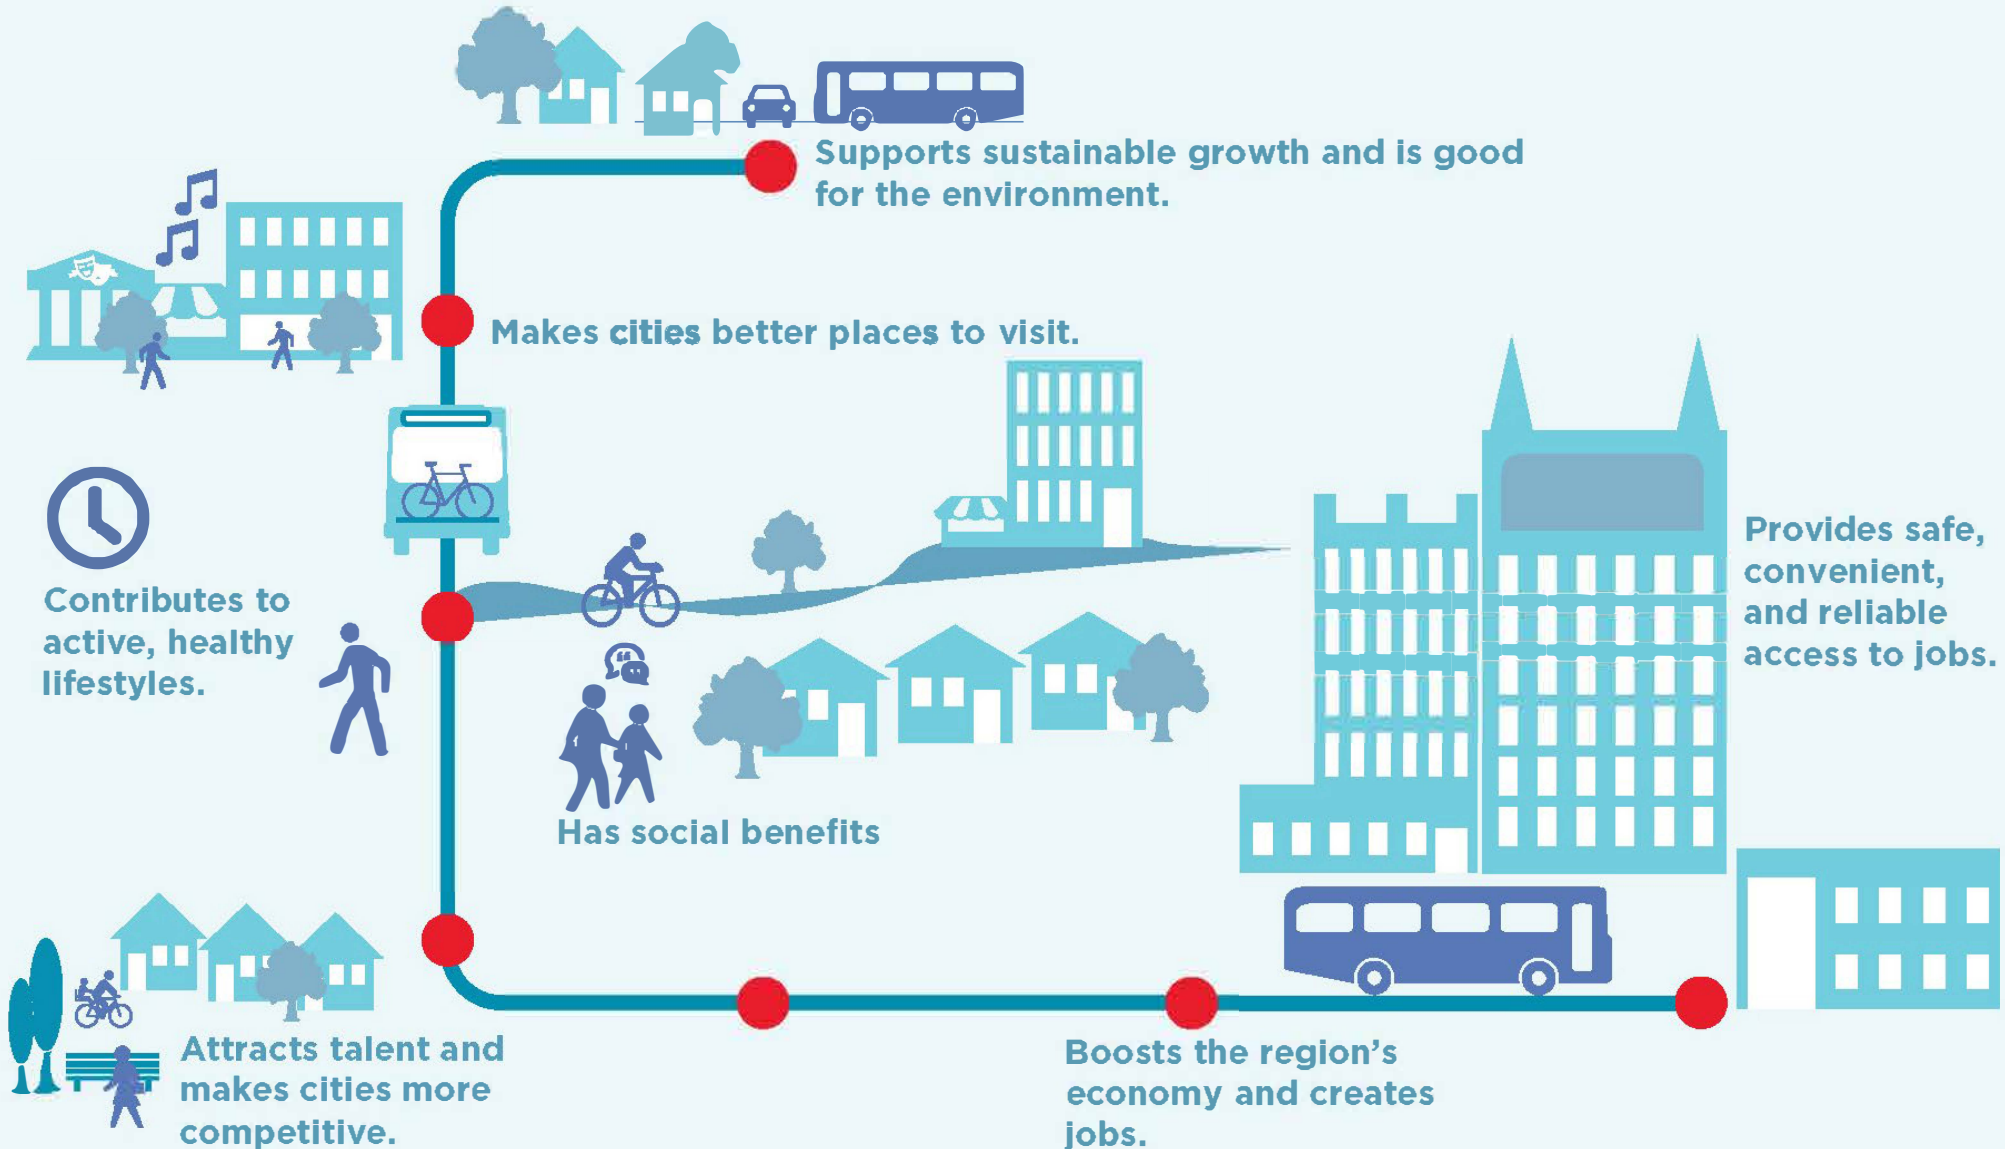 Supports sustainable growth and is good
for the environment.
Makes cities better places to visit.
Contributes to
active, healthy
lifestyles.
Provides safe,
convenient,
and reliable
access to jobs.
Has social benefits
Attracts talent and
makes cities more
competitive.
Boosts the region's
economy and creates
jobs.